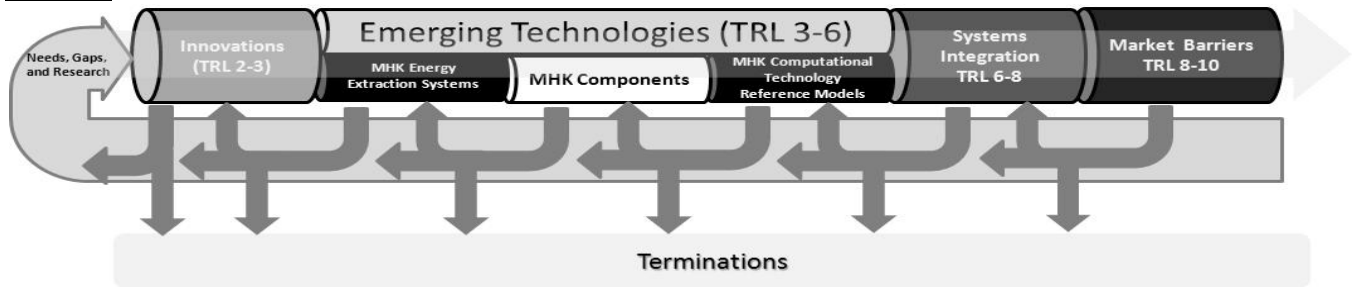 Needs, Gaps,
and Research
Innovations
(TRL 2-3)
Emerging Technologies (TRL 3-6)
MHK Energy
Extraction Systems
MHK Components
MHK Computational
Technology
Reference Models
Systems
Integration
TRL 6-8
Market Barriers
TRL 8-10
Terminations